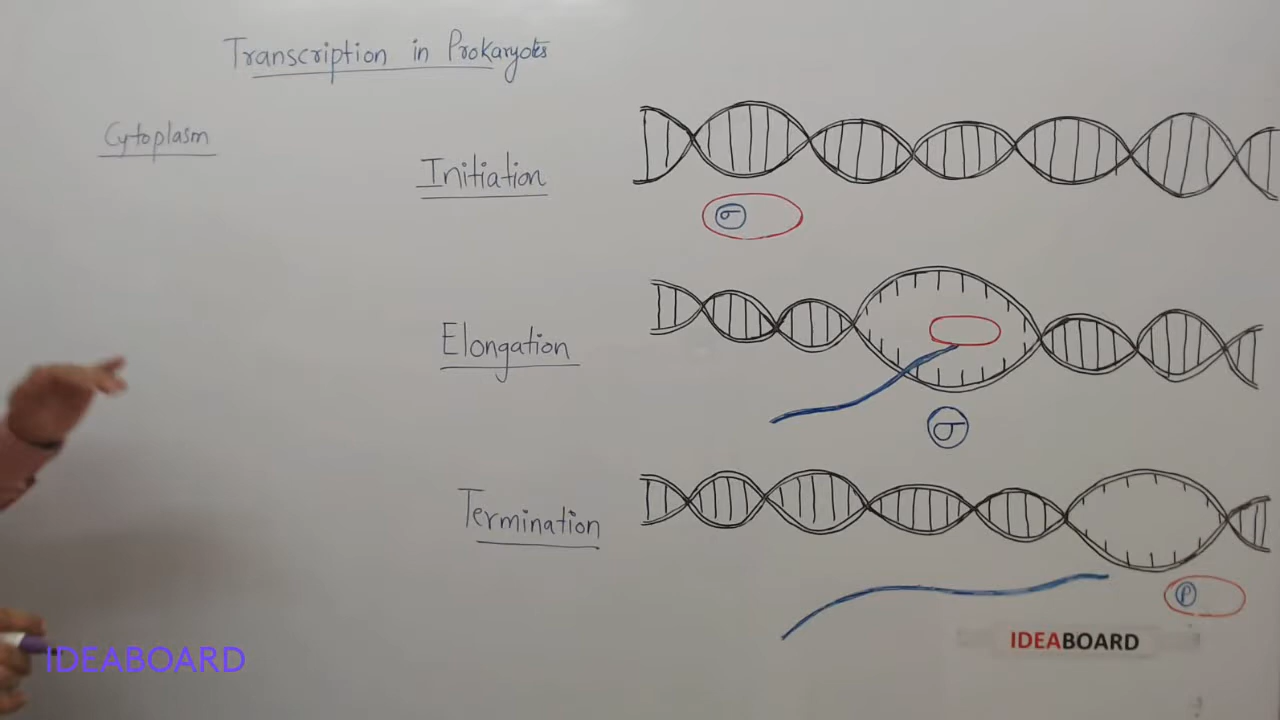 Transcription in Prokaryotes
Cytoplasm
Initiation
σ
Elongation
σ
Termination
ρ
IDEABOARD
IDEABOARD